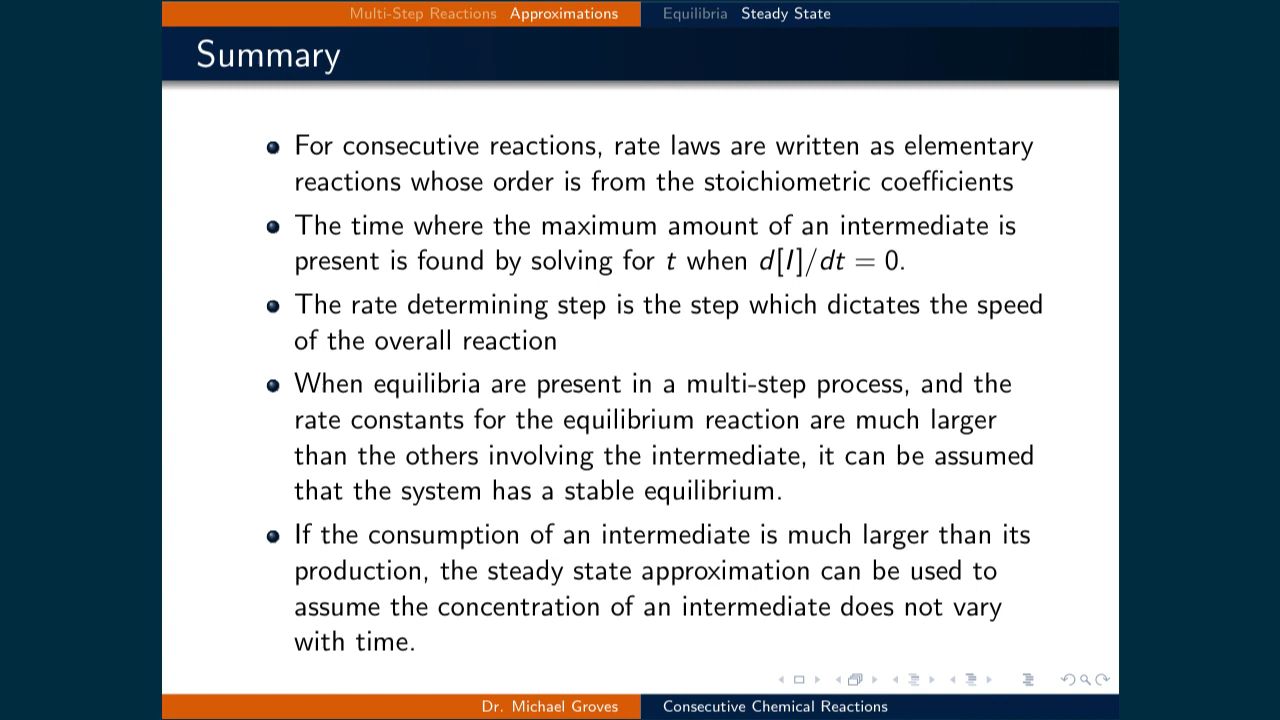 Multi-Step Reactions Approximations Equilibria Steady State
Summary
For consecutive reactions, rate laws are written as elementary
reactions whose order is from the stoichiometric coefficients
The time where the maximum amount of an intermediate is
present is found by solving for t when d[I]/dt = 0.
The rate determining step is the step which dictates the speed
of the overall reaction
When equilibria are present in a multi-step process, and the
rate constants for the equilibrium reaction are much larger
than the others involving the intermediate, it can be assumed
that the system has a stable equilibrium.
If the consumption of an intermediate is much larger than its
production, the steady state approximation can be used to
assume the concentration of an intermediate does not vary
with time.
Dr. Michael Groves Consecutive Chemical Reactions